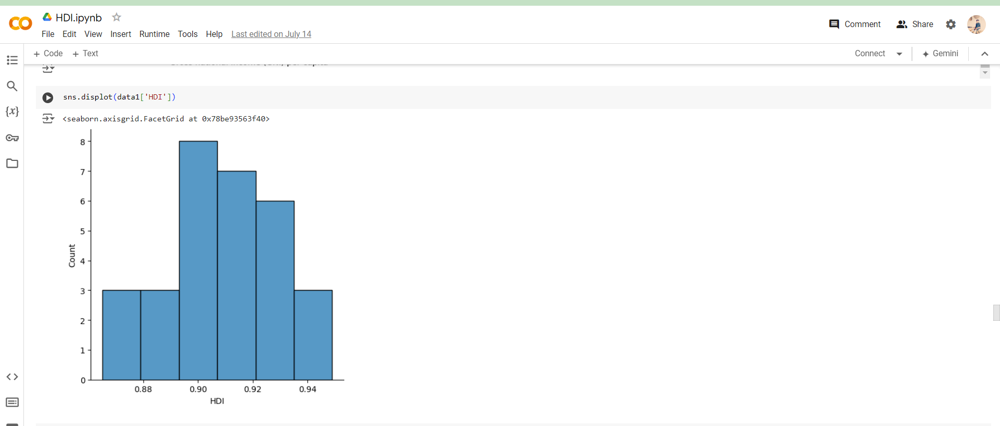 HDI.ipynb
File Edit View Insert Runtime Tools Help Last edited on July 14
Comment Share
+ Code + Text
Connect Gemini
sns.displot(data1['HDI'])
<seaborn.axisgrid.FacetGrid at 0x78be93563f40>
8
7
6
5
4
3
2
1
0
Count
0.88 0.90 0.92 0.94
HDI
{x}